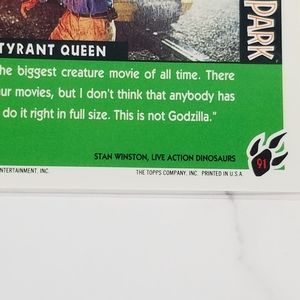 TYRANT QUEEN
PARK
he biggest creature movie of all time. There
ur movies, but I don't think that anybody has
do it right in full size. This is not Godzilla."
STAN WINSTON, LIVE ACTION DINOSAURS
91
ENTERTAINMENT, INC.
THE TOPPS COMPANY, INC. PRINTED IN U.S.A.